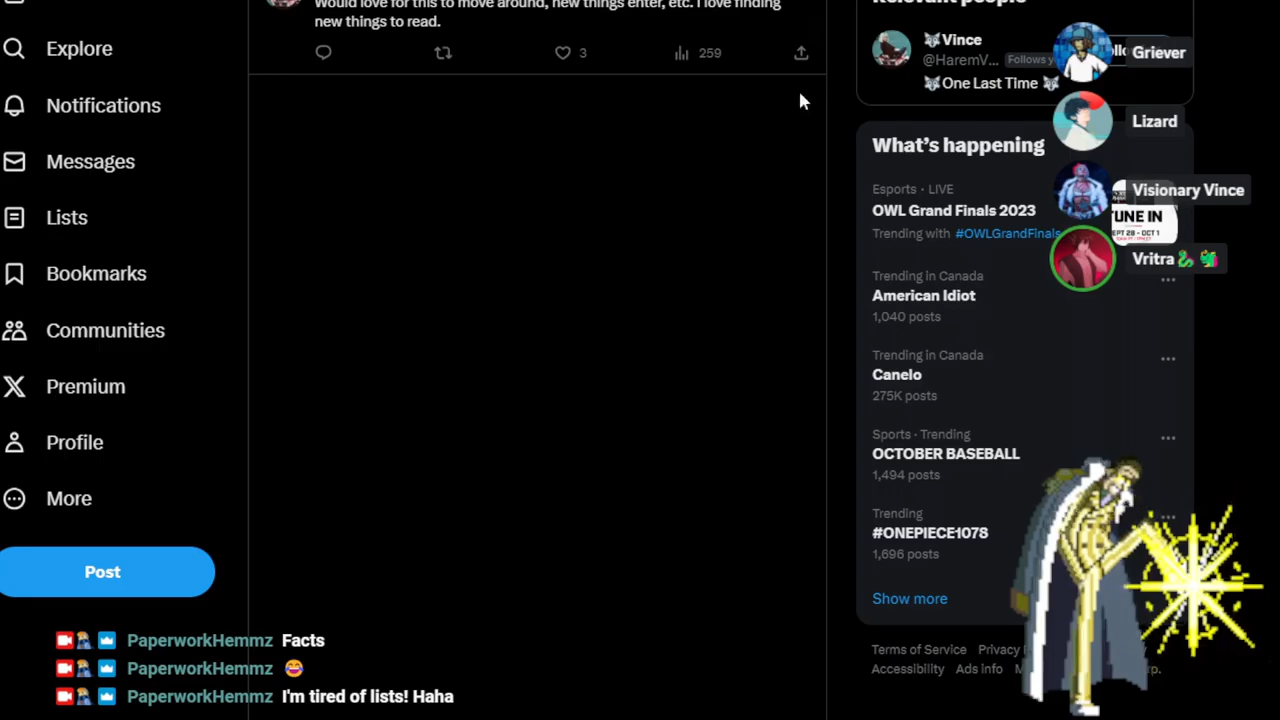 Would love for this to move around, new things enter, etc. I love finding
new things to read.
3
259
Explore
Notifications
Messages
Lists
Bookmarks
Communities
Premium
Profile
More
Post
PaperworkHemmz Facts
PaperworkHemmz 😂
PaperworkHemmz I'm tired of lists! Haha
Relevant people
🐺Vince
@HaremV... Follows y
🐺One Last Time 🐺
What's happening
Esports · LIVE
OWL Grand Finals 2023
Trending with #OWLGrandFinals
TUNE IN
SEPT 28 - OCT 1
Trending in Canada
American Idiot
1,040 posts
Trending in Canada
Canelo
275K posts
Sports · Trending
OCTOBER BASEBALL
1,494 posts
Trending
#ONEPIECE1078
1,696 posts
Show more
Terms of Service Privacy
Accessibility Ads info
Griever
Lizard
Visionary Vince
Vritra🐍 🐲